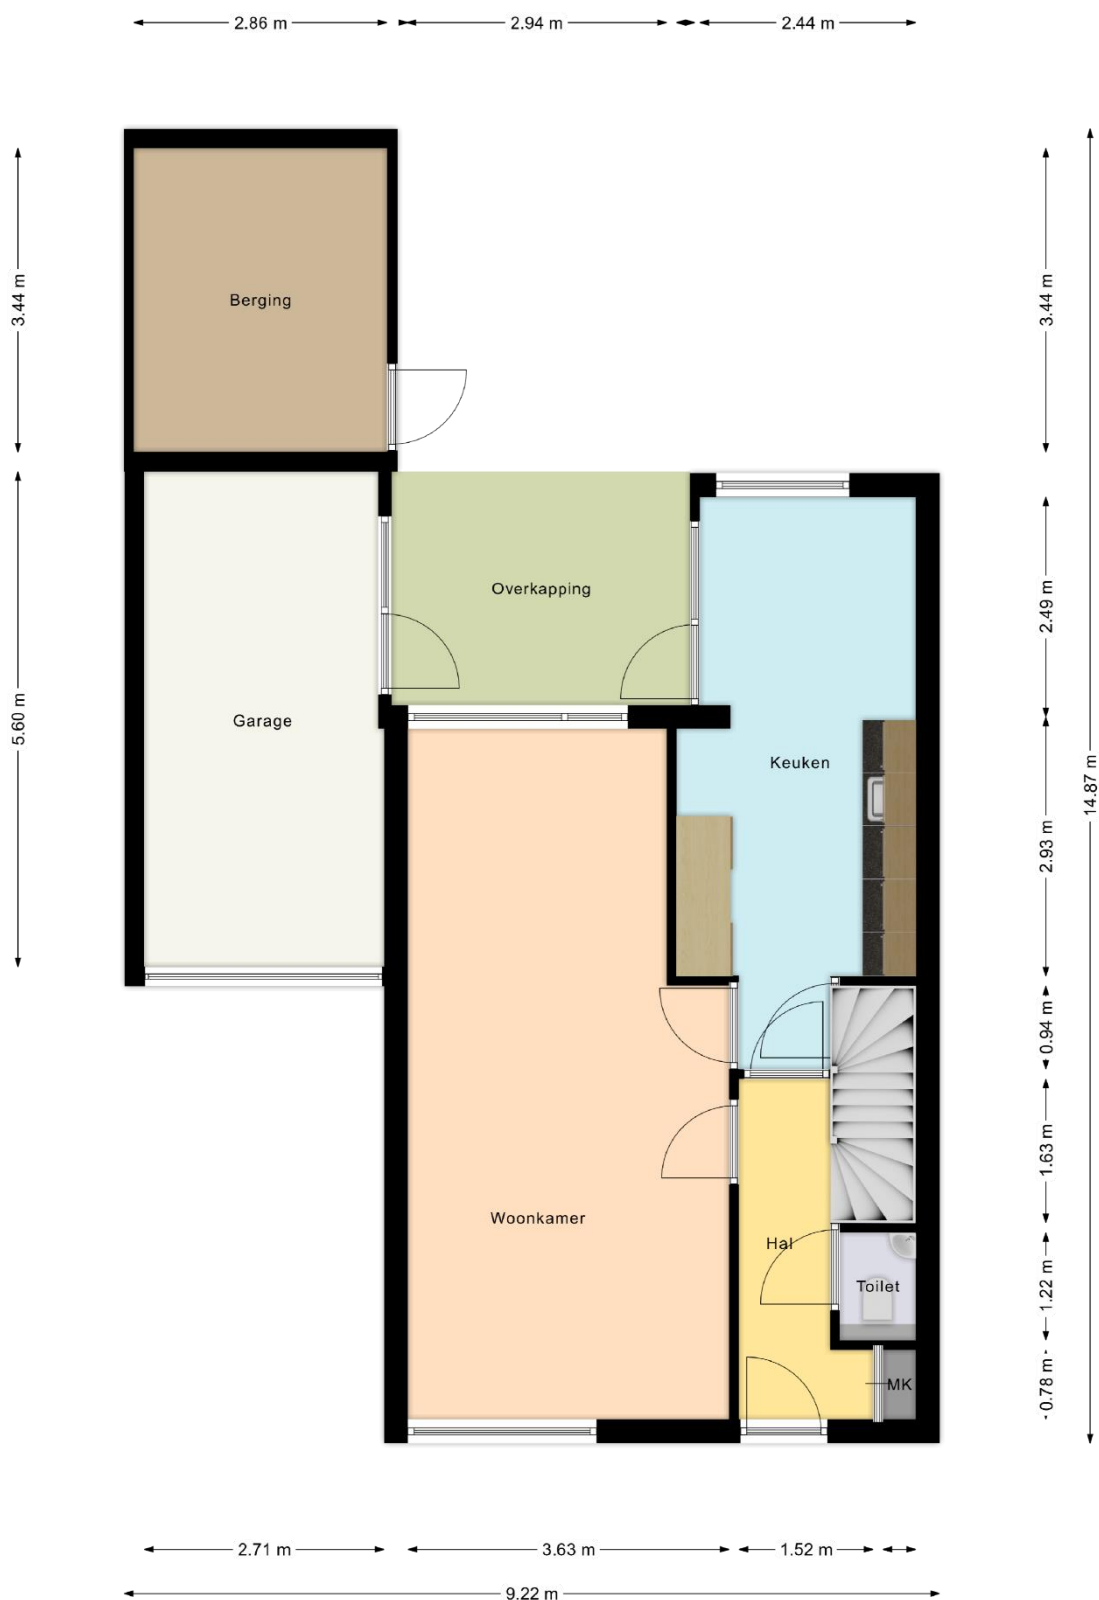 2.86 m
2.94 m
2.44 m
3.44 m
Berging
3.44 m
5.60 m
Overkapping
2.49 m
Garage
Keuken
14.87 m
2.93 m
0.94 m
1.63 m
Woonkamer
Hal
Toilet
1.22 m
MK
0.78 m
2.71 m
3.63 m
1.52 m
9.22 m